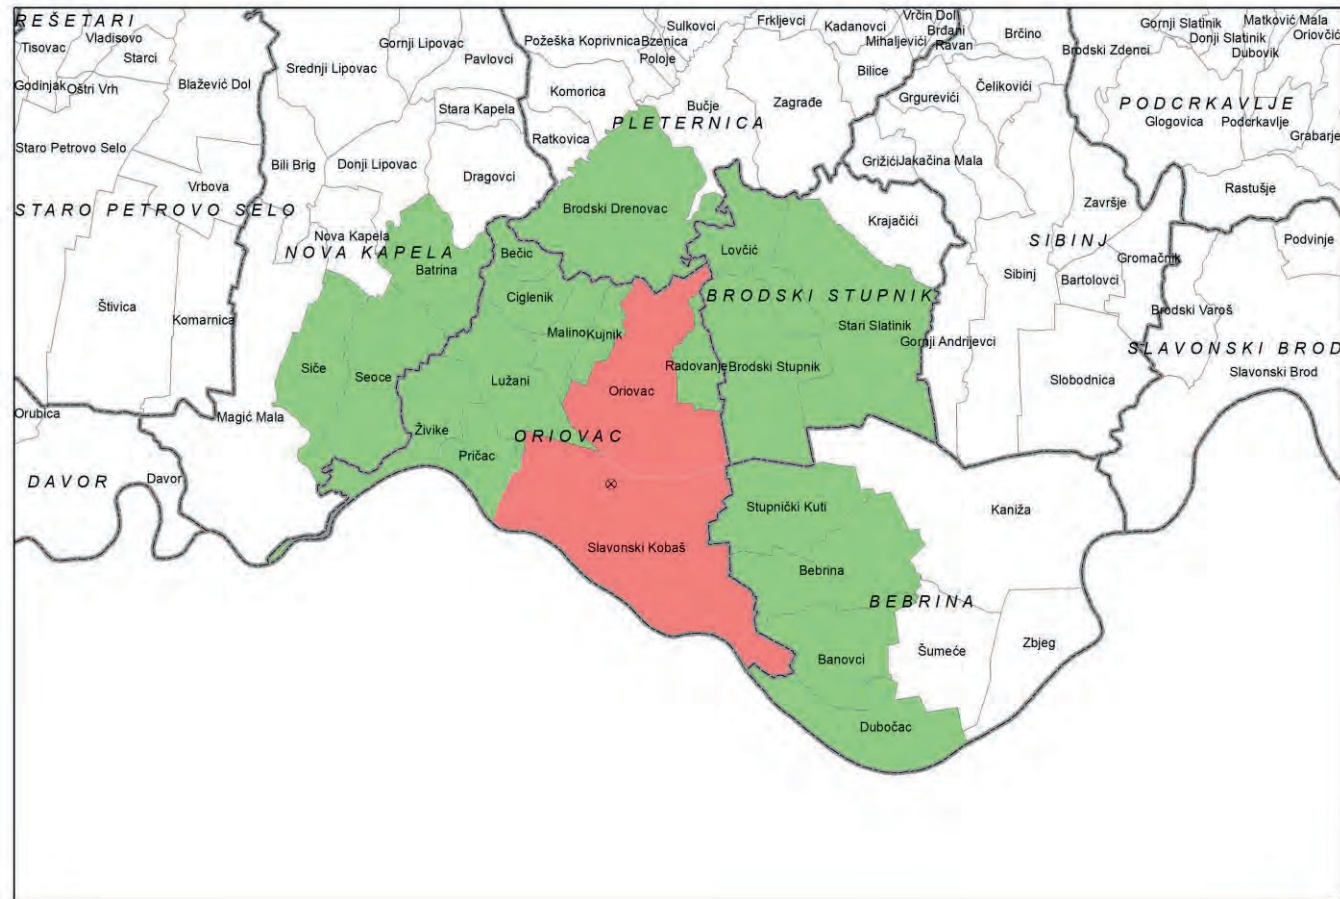 REŠETARI
Tisovac
Vladisovo
Starci
Godinjak
Oštri Vrh
Blažević Dol
Staro Petrovo Selo
Vrbova
STARO PETROVO SELO
Štivica
Komarnica
Orubica
DAVOR
Davor
Magić Mala
Gornji Lipovac
Pavlovci
Srednji Lipovac
Stara Kapela
Bili Brig
Donji Lipovac
Dragovci
Nova Kapela
NOVA KAPELA
Batrina
Siče
Seoce
Požeška Koprivnica
Sulkovci
Bzenica
Poloje
Frkljevci
Kadanovci
Mihaljevići
Vrčin Dol
Brđani
Ravan
Brčino
Komorica
Bučje
Zagrađe
Bilice
PLETERNICA
Ratkovica
Brodski Drenovac
Grgurevići
Čelikovići
Grižići
Jakačina Mala
Krajačići
Brodski Zdenci
Gornji Slatinik
Donji Slatinik
Dubovik
Matković Mala
Oriovčić
PODCRKAVLJE
Glogovica
Podcrkavlje
Grabarje
Rastušje
Završje
SIBINJ
Sibinj
Gromačnik
Bartolovci
Podvinje
Brodski Varoš
SLAVONSKI BROD
Slavonski Brod
Gornji Andrijevci
Slobodnica
Bečic
Ciglenik
Malino
Kujnik
Lužani
Oriovac
Radovanje
Živike
Pričac
ORIOVAC
Slavonski Kobaš
Lovčić
BRODSKI STUPNIK
Stari Slatinik
Brodski Stupnik
Stupnički Kuti
Kaniža
Bebrina
BEBRINA
Banovci
Šumeće
Zbjeg
Dubočac